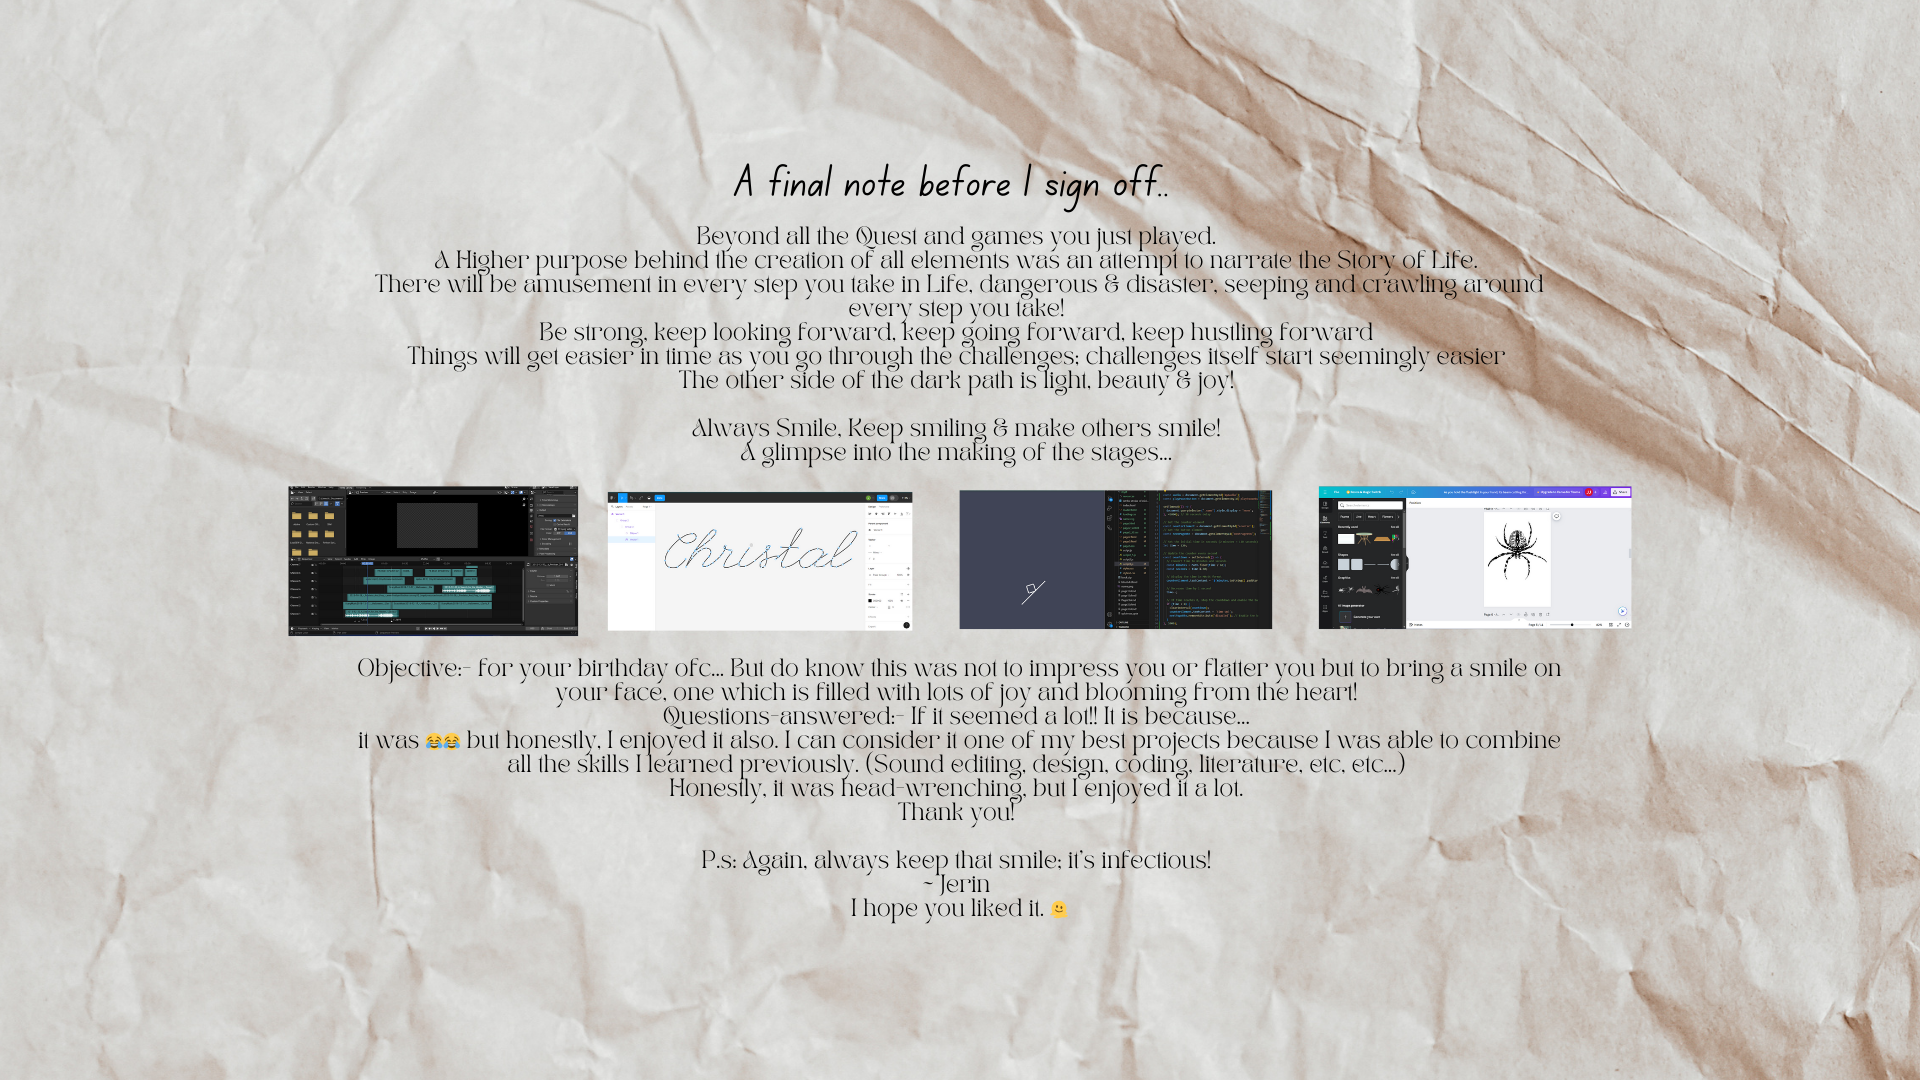 A final note before I sign off..
Beyond all the Quest and games you just played.
A Higher purpose behind the creation of all elements was an attempt to narrate the Story of Life.
There will be amusement in every step you take in Life, dangerous & disaster, seeping and crawling around
every step you take!
Be strong, keep looking forward, keep going forward, keep hustling forward
Things will get easier in time as you go through the challenges; challenges itself start seemingly easier
The other side of the dark path is light, beauty & joy!
Always Smile, Keep smiling & make others smile!
A glimpse into the making of the stages...
Christal
Objective:- for your birthday ofc... But do know this was not to impress you or flatter you but to bring a smile on
your face, one which is filled with lots of joy and blooming from the heart!
Questions-answered:- If it seemed a lot!! It is because...
it was 😂😂 but honestly, I enjoyed it also. I can consider it one of my best projects because I was able to combine
all the skills I learned previously. (Sound editing, design, coding, literature, etc, etc...)
Honestly, it was head-wrenching, but I enjoyed it a lot.
Thank you!
P.s: Again, always keep that smile; it's infectious!
~ Jerin
I hope you liked it.